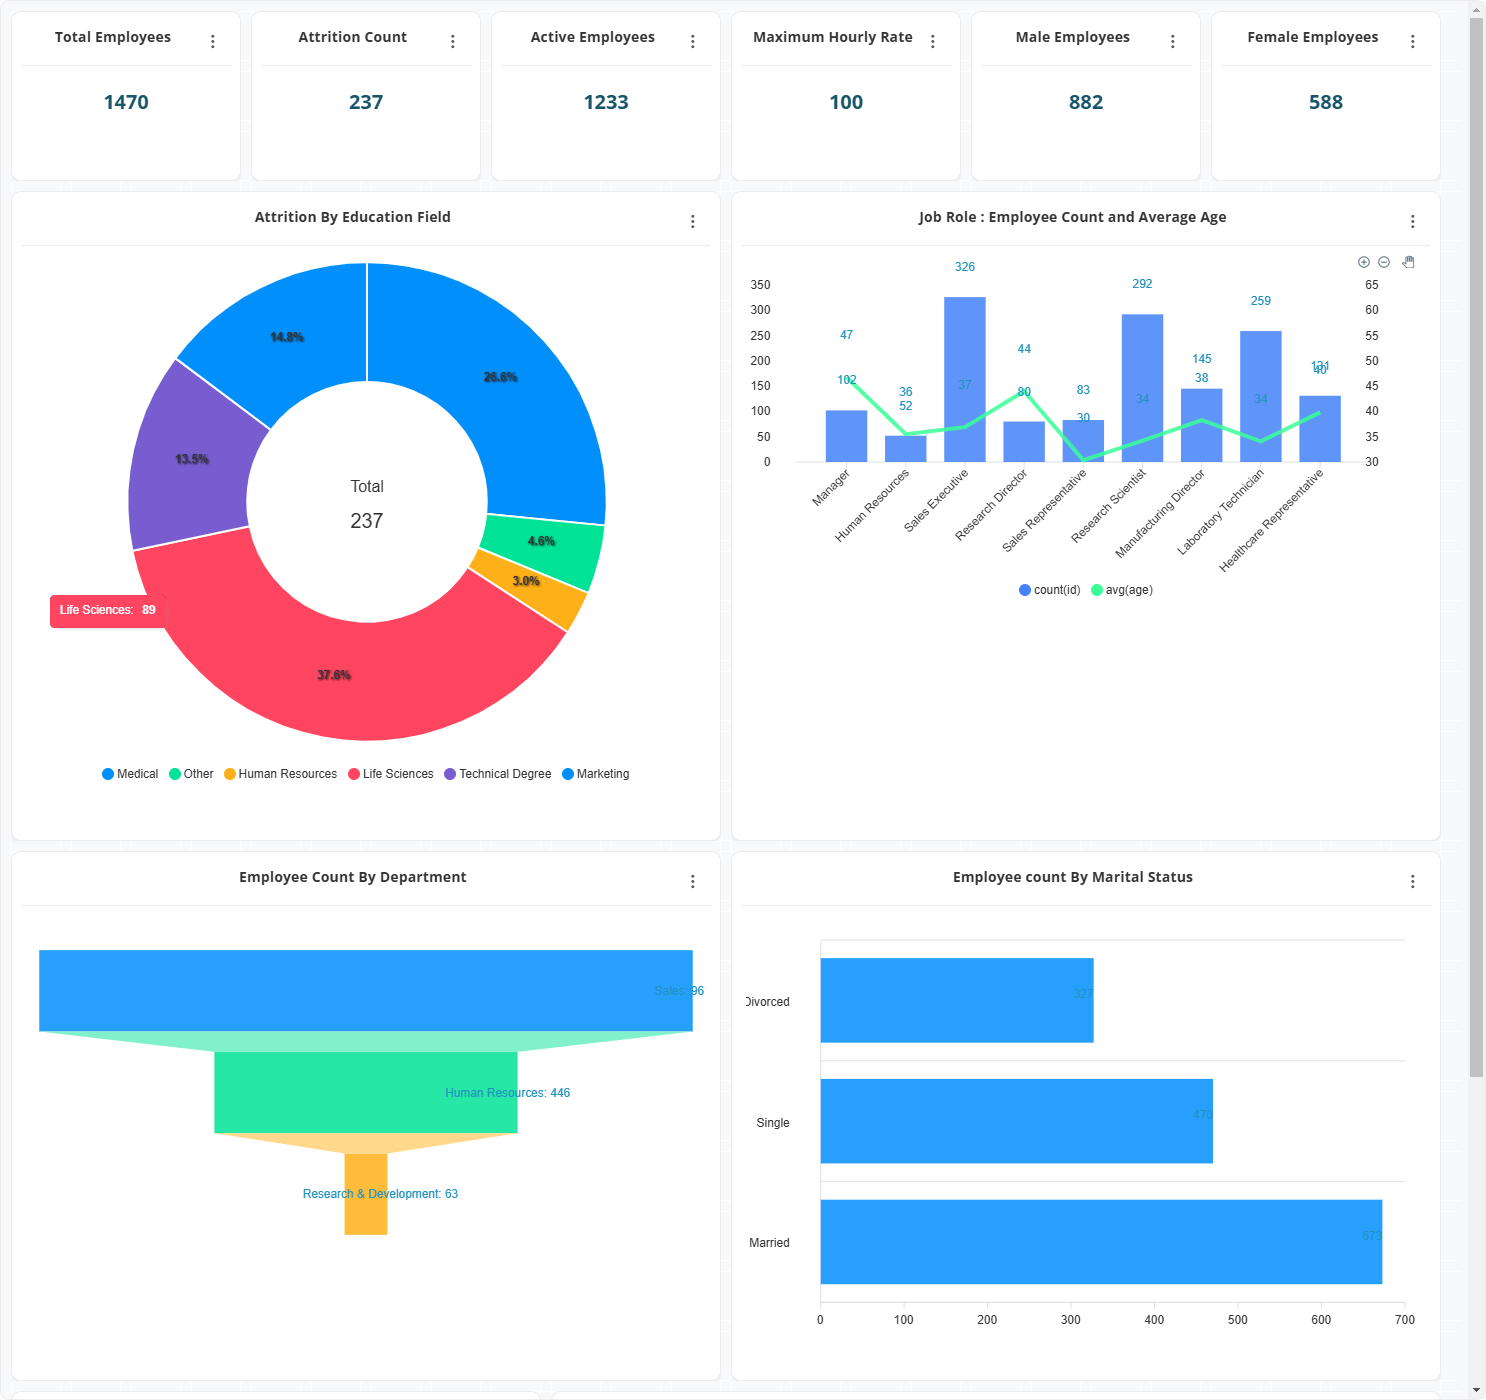 Total Employees
1470
Attrition Count
237
Active Employees
1233
Maximum Hourly Rate
100
Male Employees
882
Female Employees
588
Attrition By Education Field
14.8%
26.6%
13.5%
4.6%
3.0%
37.6%
Total
237
Life Sciences: 89
Medical Other Human Resources Life Sciences Technical Degree Marketing
Job Role : Employee Count and Average Age
350
300
250
200
150
100
50
0
65
60
55
50
45
40
35
30
47
102
36
52
326
37
44
80
83
30
292
34
145
38
259
34
131
40
Manager
Human Resources
Sales Executive
Research Director
Sales Representative
Research Scientist
Manufacturing Director
Laboratory Technician
Healthcare Representative
count(id) avg(age)
Employee Count By Department
Sales: 96
Human Resources: 446
Research & Development: 63
Employee count By Marital Status
Divorced
327
Single
470
Married
673
0 100 200 300 400 500 600 700